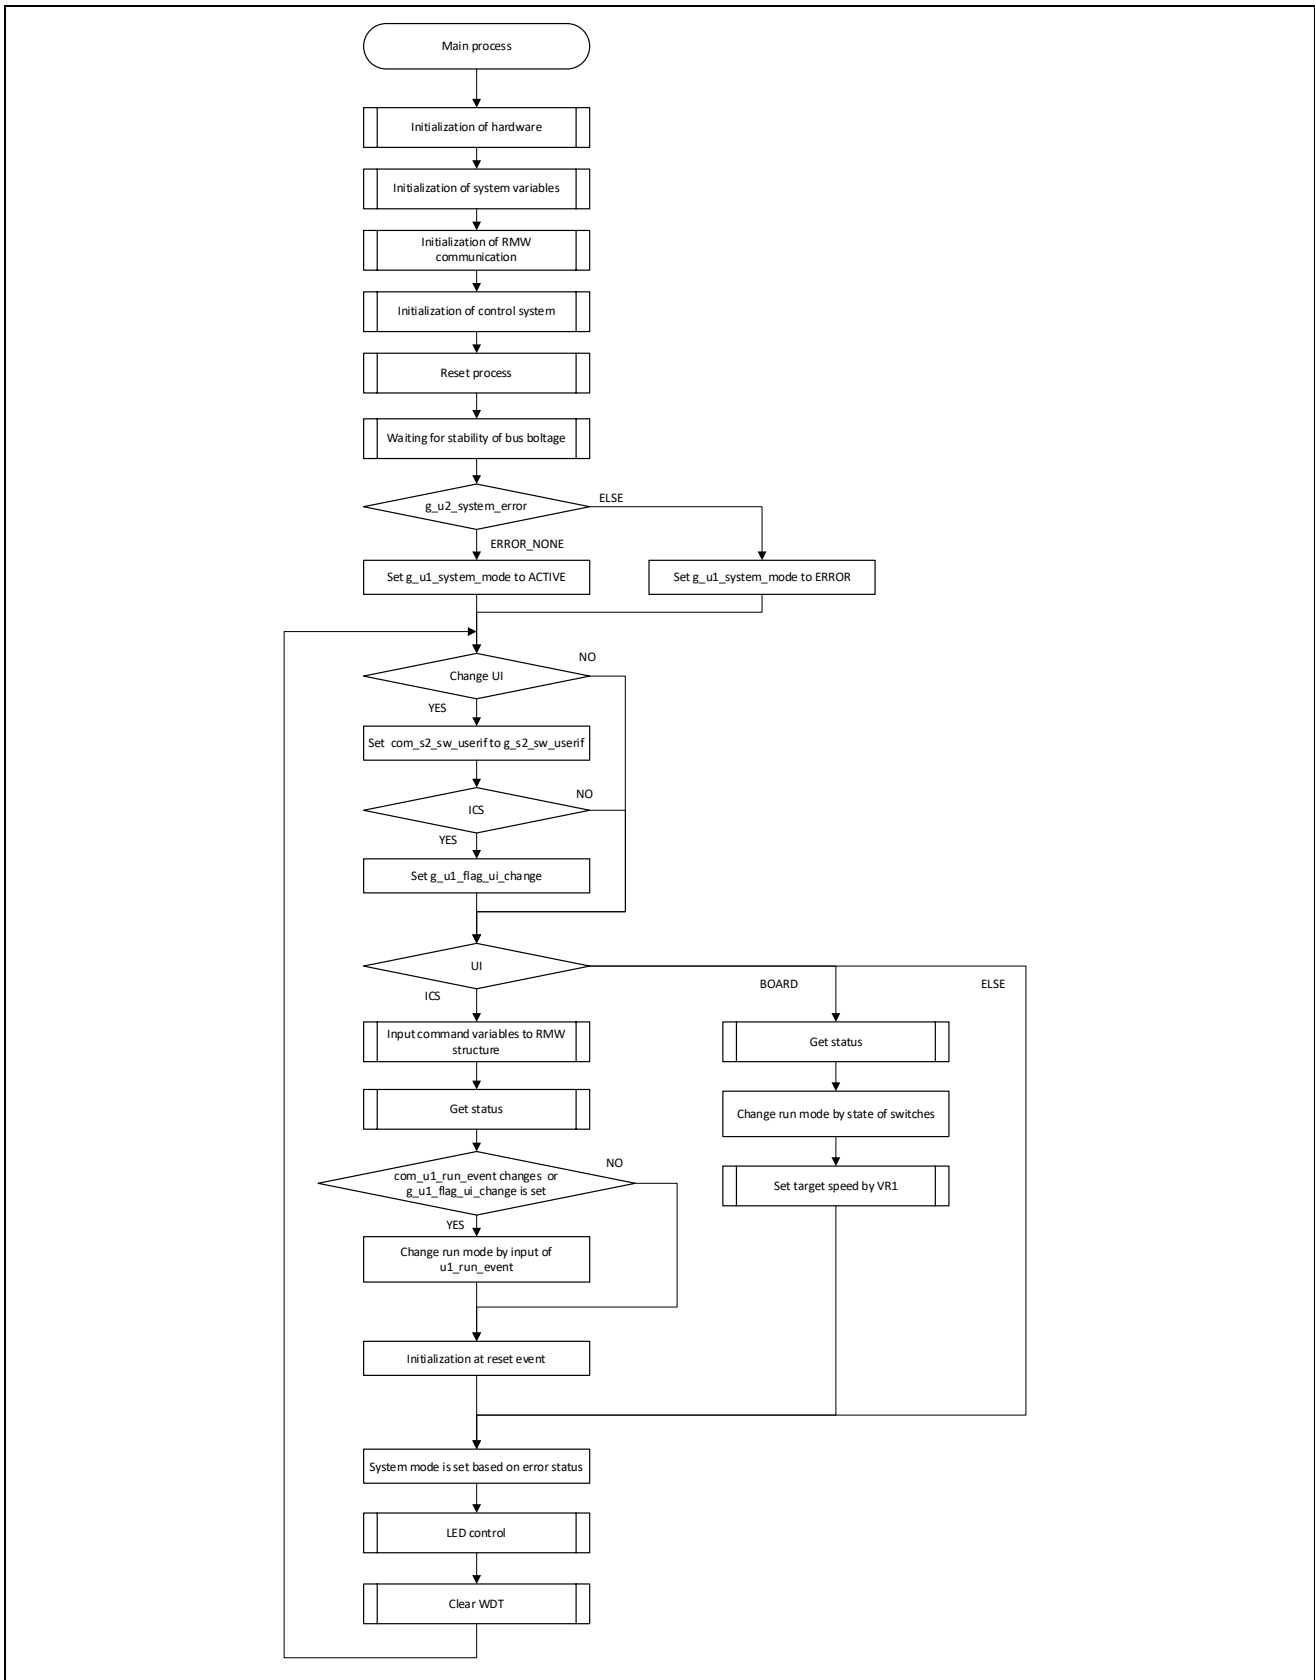 Main process
Initialization of hardware
Initialization of system variables
Initialization of RMW
communication
Initialization of control system
Reset process
Waiting for stability of bus boltage
g_u2_system_error
ELSE
ERROR_NONE
Set g_u1_system_mode to ACTIVE
Set g_u1_system_mode to ERROR
Change UI
NO
YES
Set com_s2_sw_userif to g_s2_sw_userif
ICS
NO
YES
Set g_u1_flag_ui_change
UI
ICS
BOARD
ELSE
Input command variables to RMW
structure
Get status
Get status
Change run mode by state of switches
com_u1_run_event changes or
g_u1_flag_ui_change is set
NO
Set target speed by VR1
YES
Change run mode by input of
u1_run_event
Initialization at reset event
System mode is set based on error status
LED control
Clear WDT